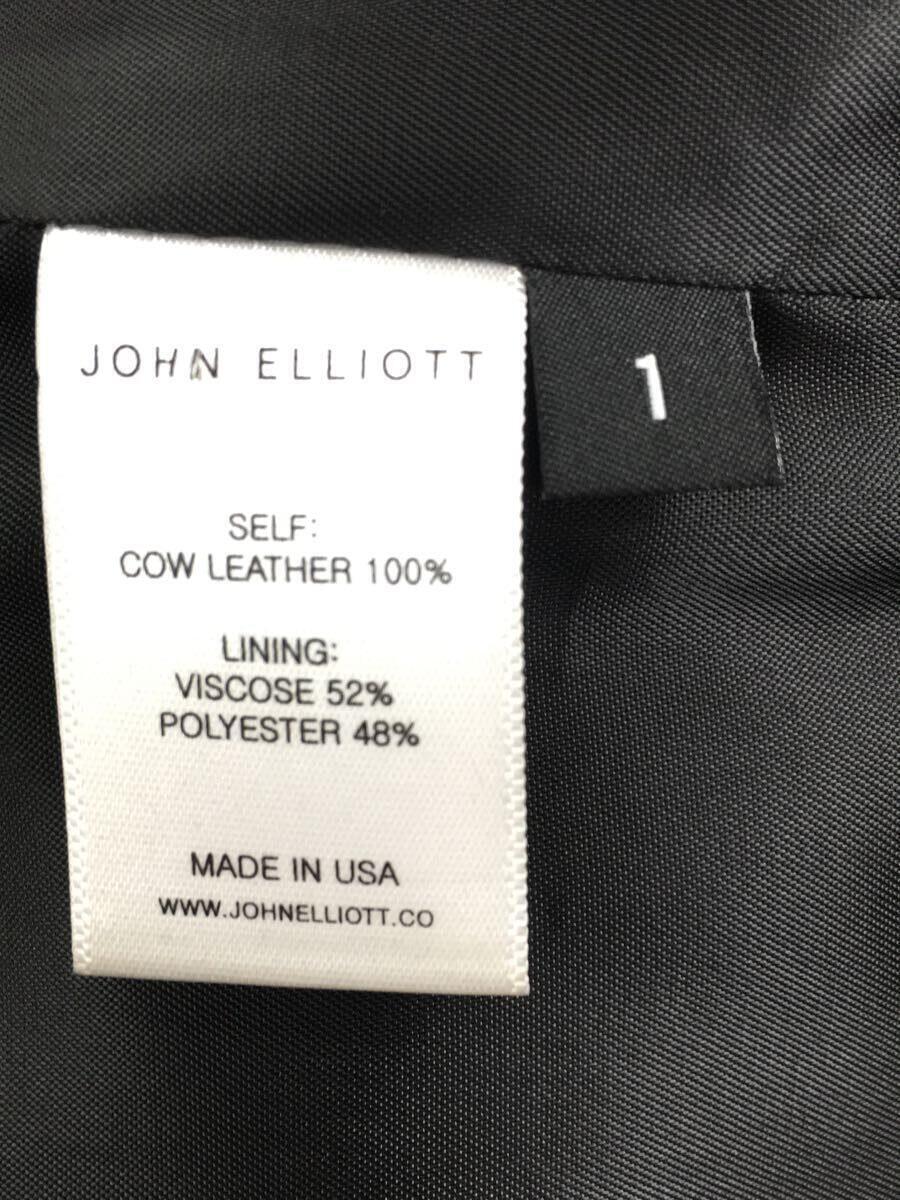 JOHN ELLIOTT
1
SELF:
COW LEATHER 100%
LINING:
VISCOSE 52%
POLYESTER 48%
MADE IN USA
WWW.JOHNELLIOTT.CO